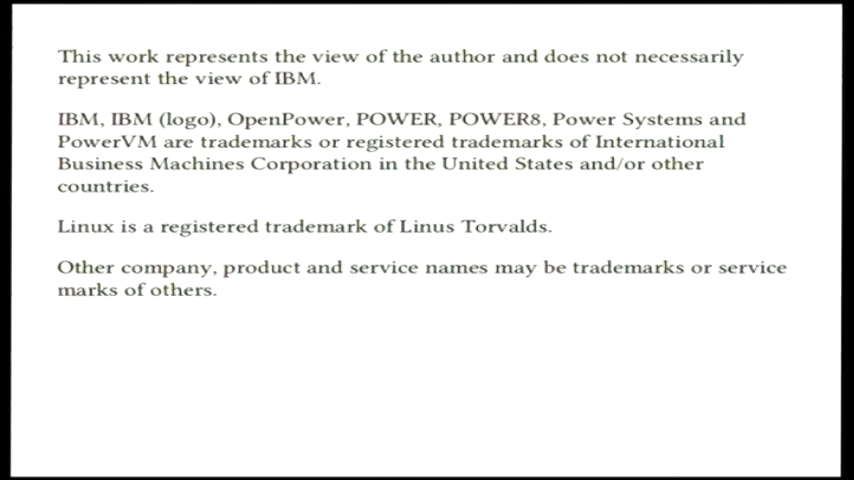 This work represents the view of the author and does not necessarily
represent the view of IBM.
IBM, IBM (logo), OpenPower, POWER, POWER8, Power Systems and
PowerVM are trademarks or registered trademarks of International
Business Machines Corporation in the United States and/or other
countries.
Linux is a registered trademark of Linus Torvalds.
Other company, product and service names may be trademarks or service
marks of others.